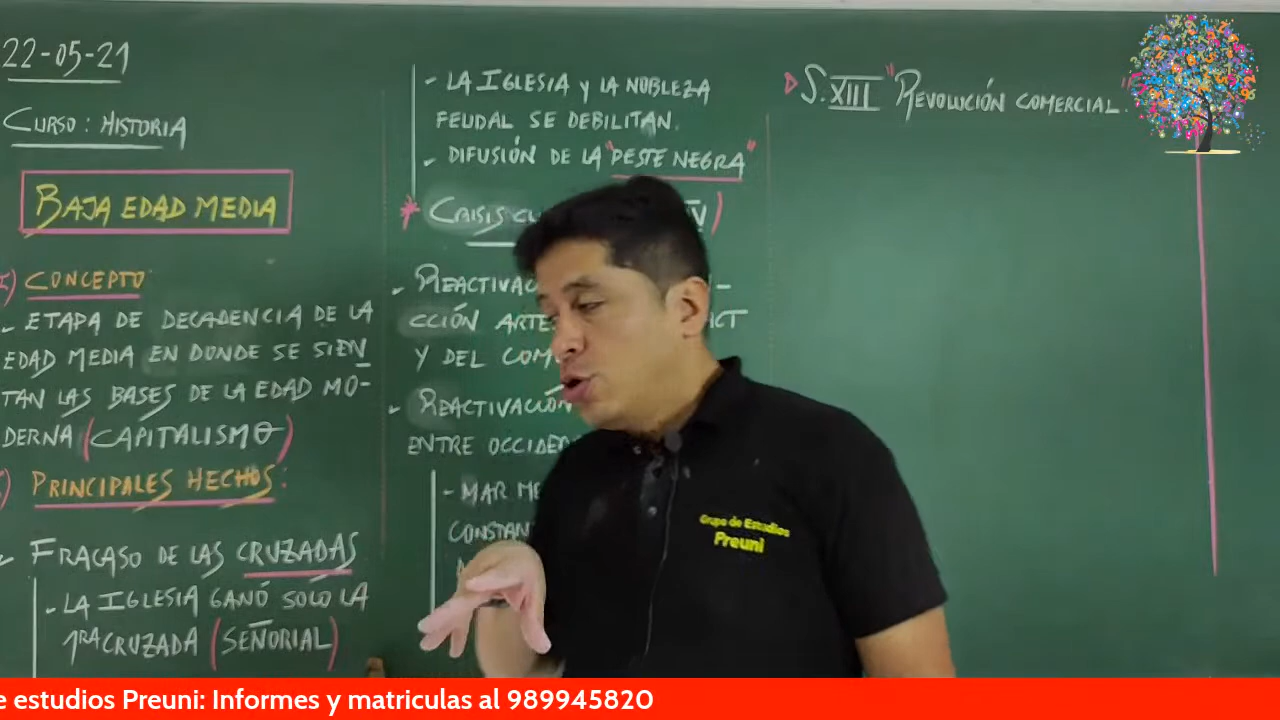 22-05-21
CURSO: HISTORIA
BAJA EDAD MEDIA
I) CONCEPTO
- ETAPA DE DECADENCIA DE LA
EDAD MEDIA EN DONDE SE SIEN
TAN LAS BASES DE LA EDAD MO-
DERNA (CAPITALISMO)
PRINCIPALES HECHOS:
- FRACASO DE LAS CRUZADAS
- LA IGLESIA GANÓ SOLO LA
1RA CRUZADA (SEÑORIAL)
- LA IGLESIA Y LA NOBLEZA
FEUDAL SE DEBILITAN.
- DIFUSIÓN DE LA "PESTE NEGRA"
* CRISIS
- REACTIVAC
CCIÓN ARTE
Y DEL COM
- REACTIVACIÓN
ENTRE OCCIDE
- MAR ME
CONSTAN
S. XIII "REVOLUCIÓN COMERCIAL"
Grupo de Estudios
Preuni
e estudios Preuni: Informes y matriculas al 989945820